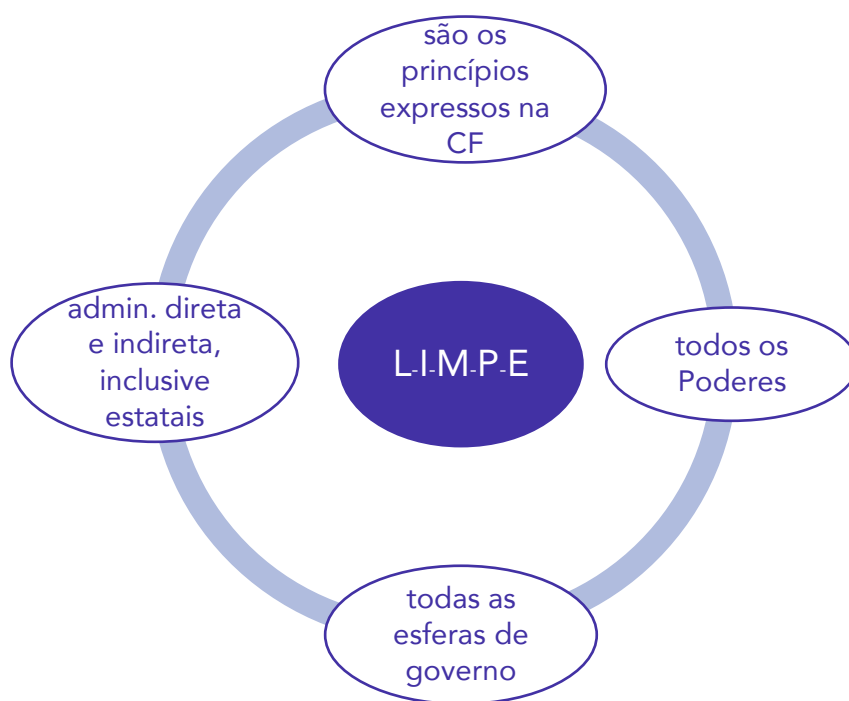 são os
princípios
expressos na
CF
admin. direta
e indireta,
inclusive
estatais
L-I-M-P-E
todos os
Poderes
todas as
esferas de
governo